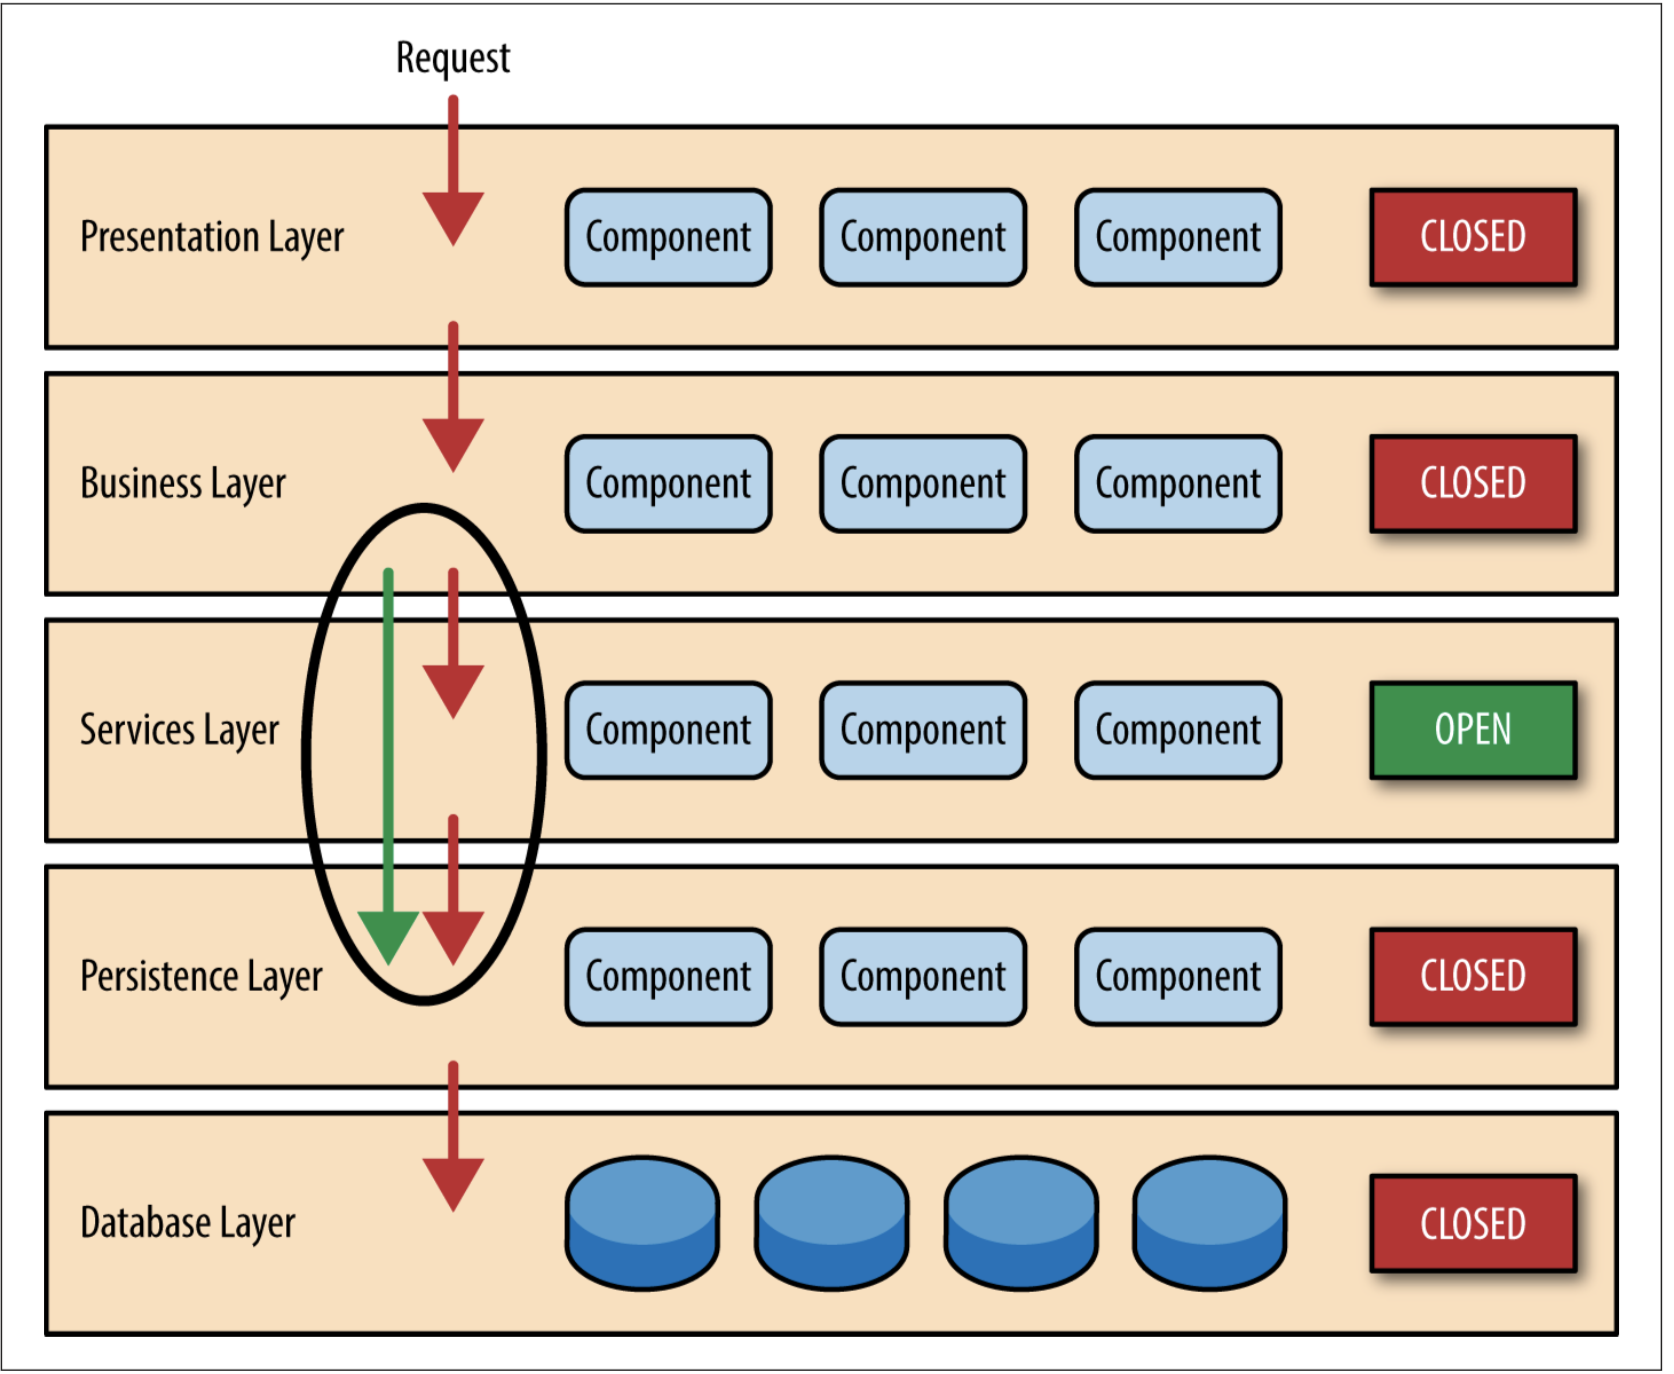 Request
Presentation Layer
Component
Component
Component
CLOSED
Business Layer
Component
Component
Component
CLOSED
Services Layer
Component
Component
Component
OPEN
Persistence Layer
Component
Component
Component
CLOSED
Database Layer
CLOSED